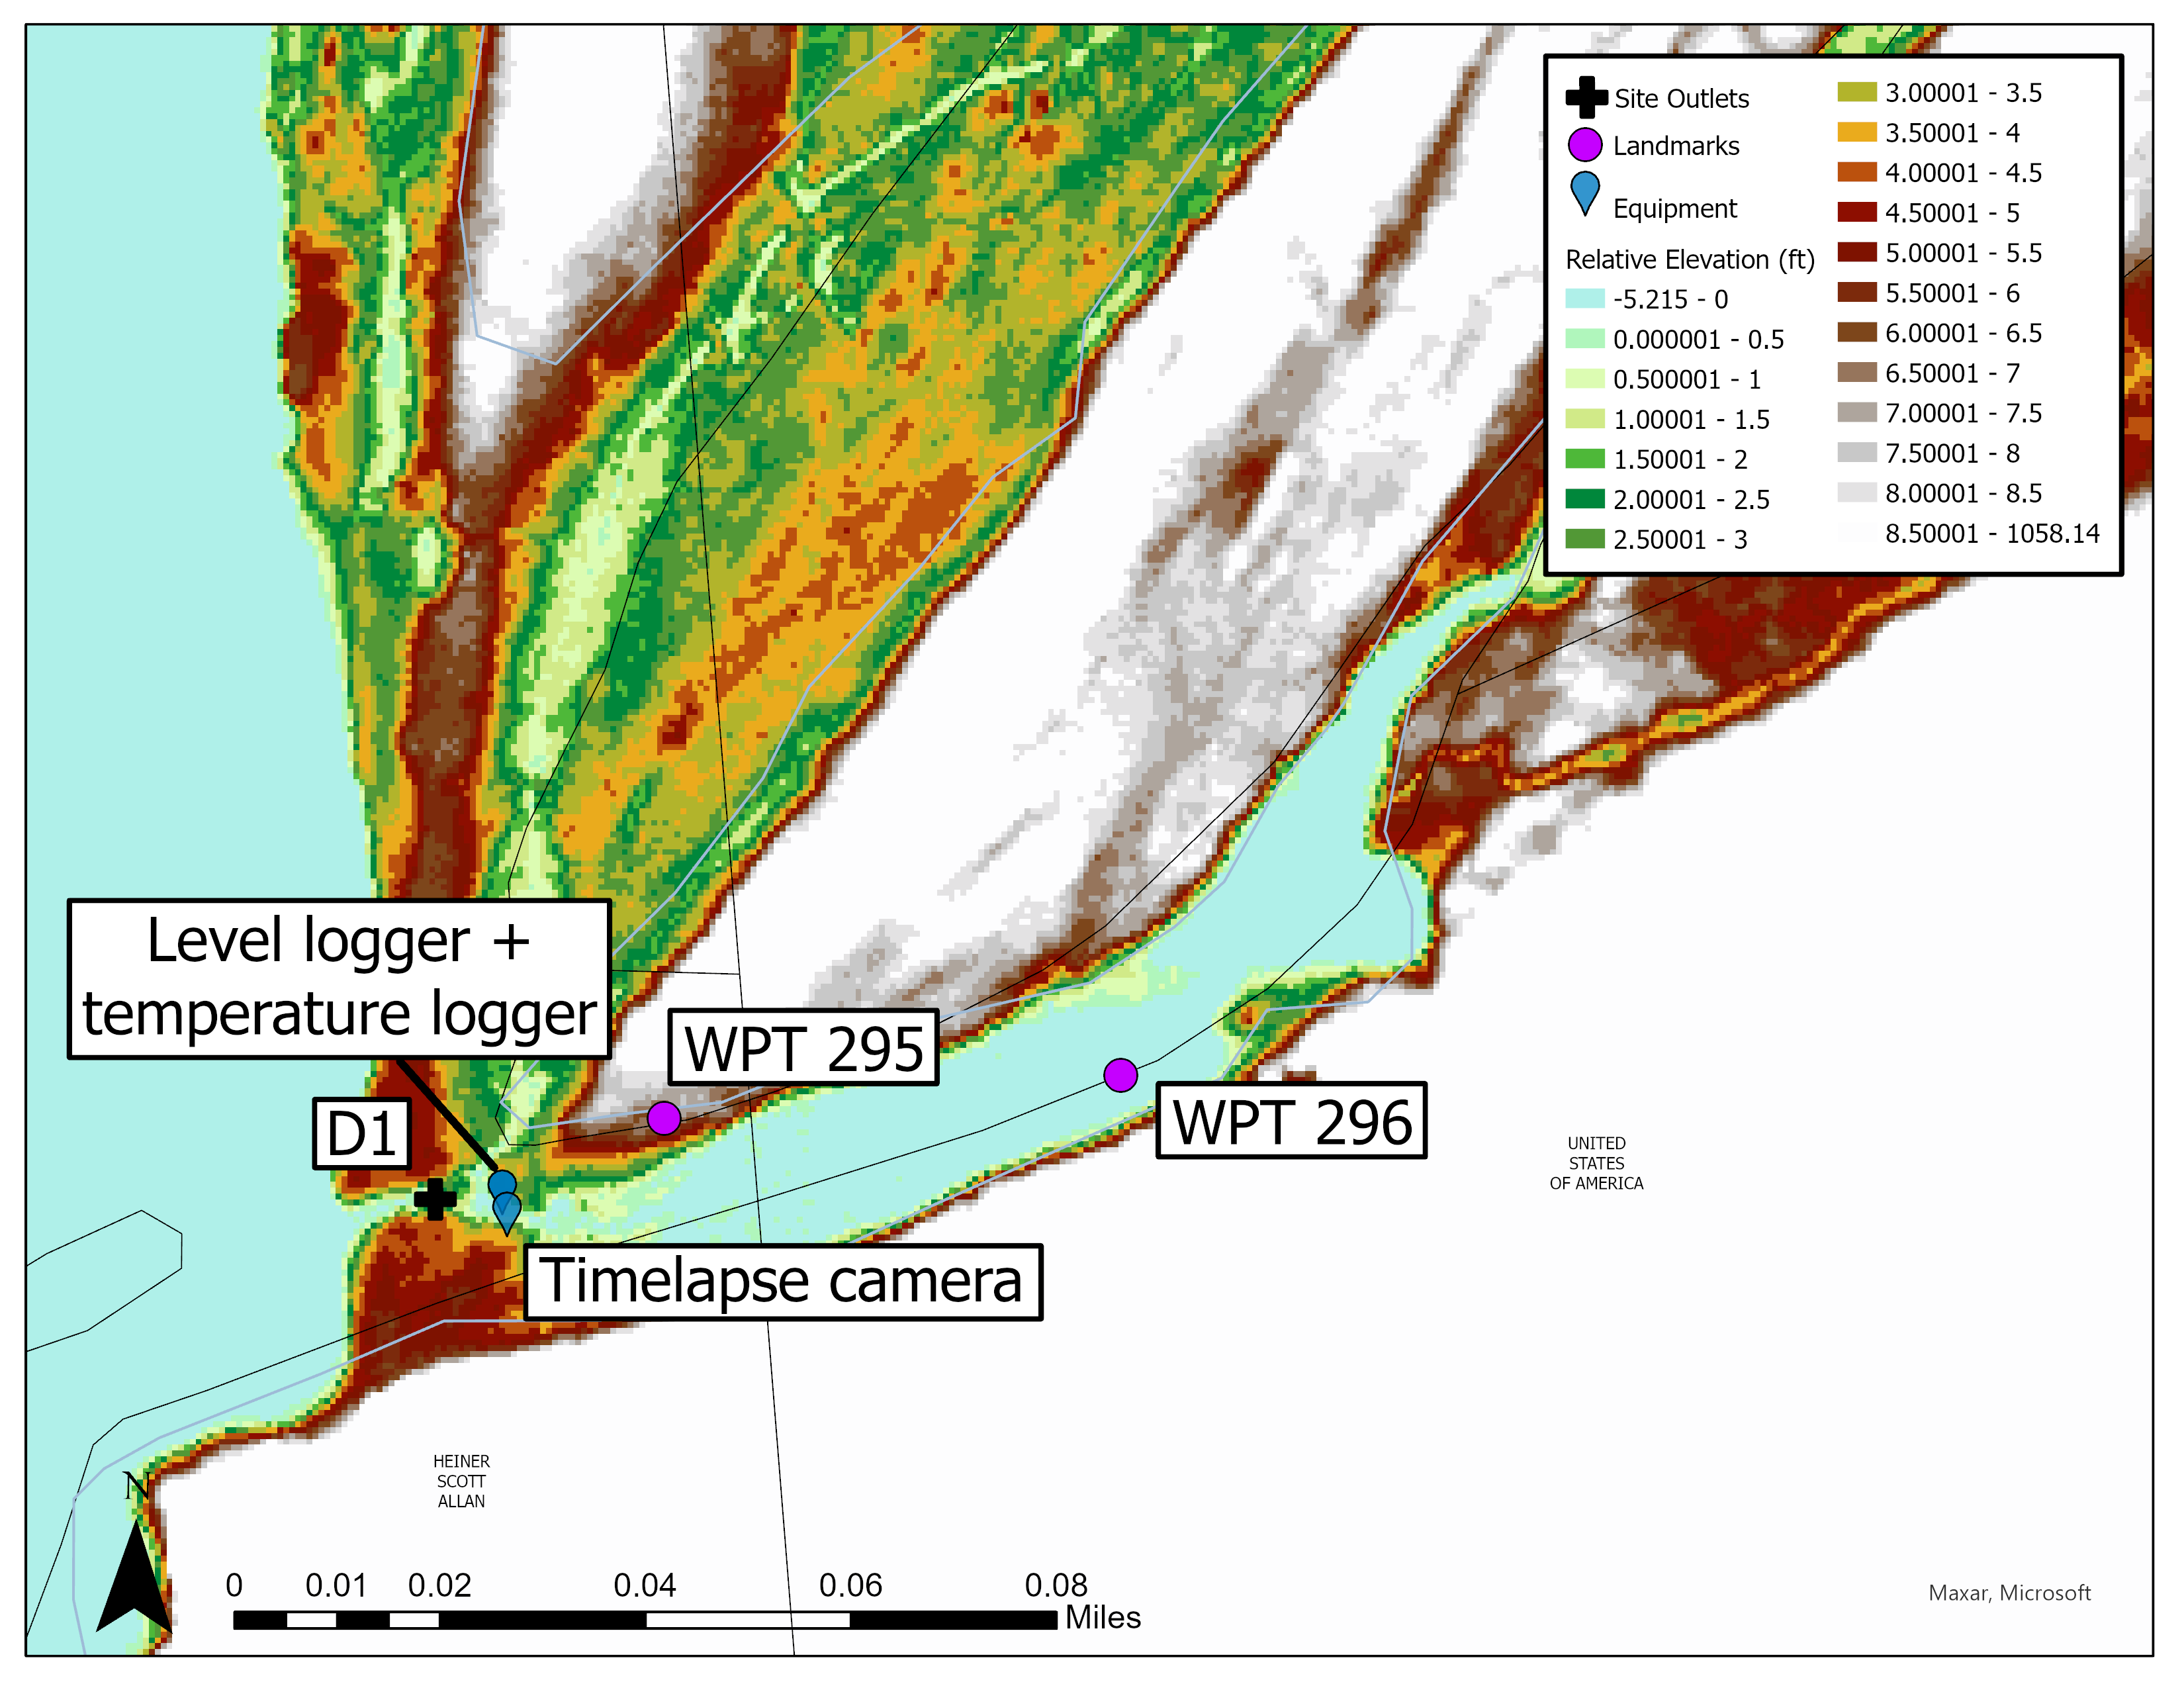 Site Outlets
Landmarks
Equipment
Relative Elevation (ft)
-5.215 - 0
0.000001 - 0.5
0.500001 - 1
1.00001 - 1.5
1.50001 - 2
2.00001 - 2.5
2.50001 - 3
3.00001 - 3.5
3.50001 - 4
4.00001 - 4.5
4.50001 - 5
5.00001 - 5.5
5.50001 - 6
6.00001 - 6.5
6.50001 - 7
7.00001 - 7.5
7.50001 - 8
8.00001 - 8.5
8.50001 - 1058.14
Level logger +
temperature logger
WPT 295
D1
WPT 296
UNITED
STATES
OF AMERICA
Timelapse camera
HEINER
SCOTT
ALLAN
N
0 0.01 0.02 0.04 0.06 0.08
Miles
Maxar, Microsoft